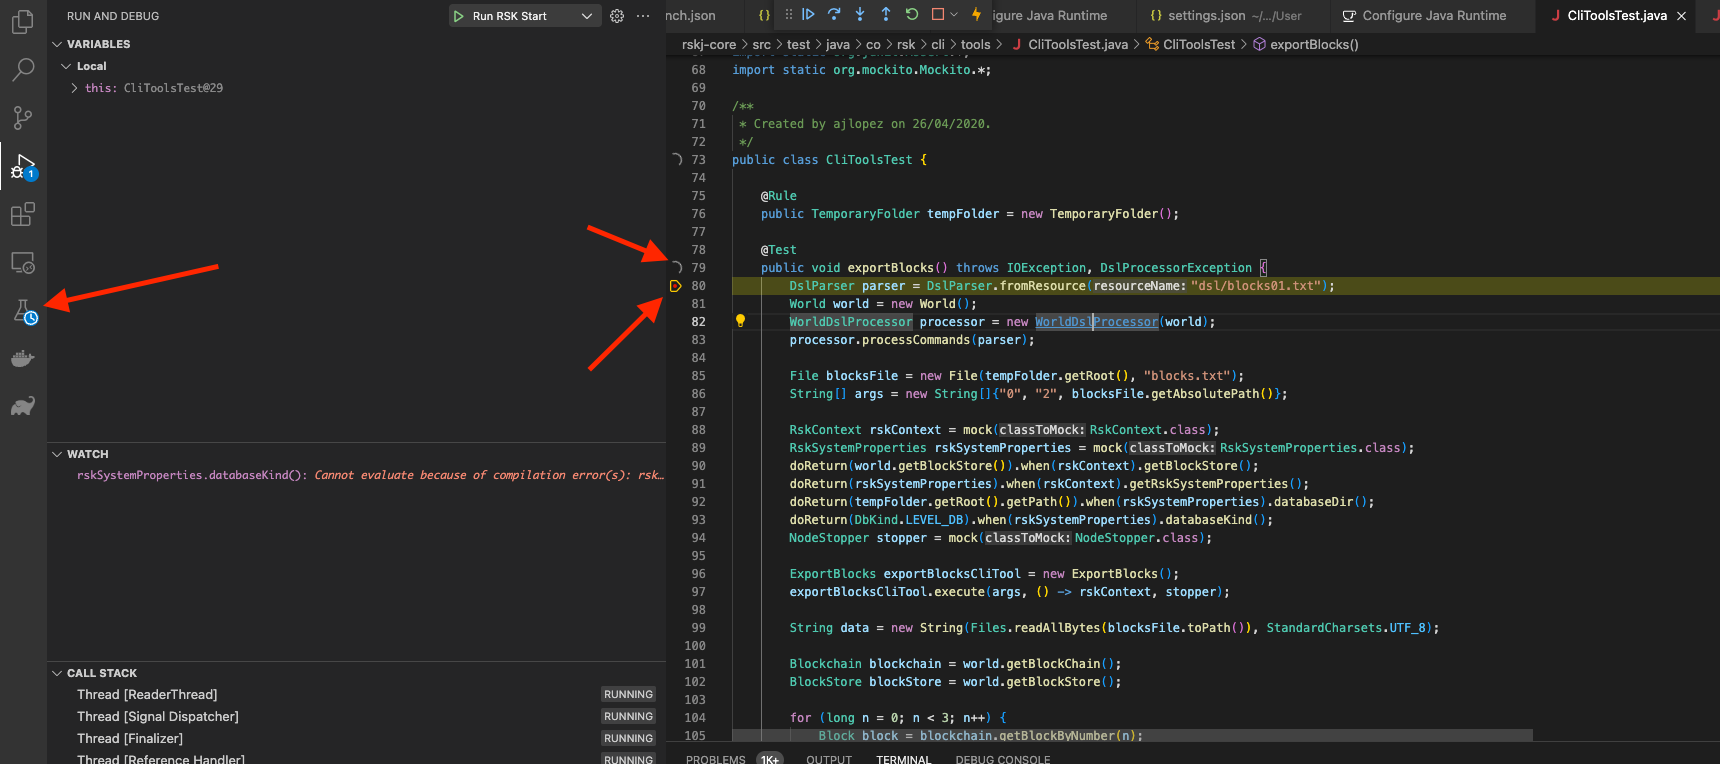 RUN AND DEBUG
Run RSK Start
VARIABLES
Local
this: CliToolsTest@29
1
WATCH
rskSystemProperties.databaseKind(): Cannot evaluate because of compilation error(s): rsk…
CALL STACK
Thread [ReaderThread]
RUNNING
Thread [Signal Dispatcher]
RUNNING
Thread [Finalizer]
RUNNING
Thread [Reference Handler]
RUNNING
nch.json
{}
igure Java Runtime
{} settings.json ~/.../User
Configure Java Runtime
J CliToolsTest.java
rskj-core > src > test > java > co > rsk > cli > tools > J CliToolsTest.java > CliToolsTest > exportBlocks()
68 import static org.mockito.Mockito.*;
69
70 /**
71 * Created by ajlopez on 26/04/2020.
72 */
73 public class CliToolsTest {
74
75 @Rule
76 public TemporaryFolder tempFolder = new TemporaryFolder();
77
78 @Test
79 public void exportBlocks() throws IOException, DslProcessorException {
80 DslParser parser = DslParser.fromResource(resourceName: "dsl/blocks01.txt");
81 World world = new World();
82 WorldDslProcessor processor = new WorldDslProcessor(world);
83 processor.processCommands(parser);
84
85 File blocksFile = new File(tempFolder.getRoot(), "blocks.txt");
86 String[] args = new String[]{"0", "2", blocksFile.getAbsolutePath()};
87
88 RskContext rskContext = mock(classToMock: RskContext.class);
89 RskSystemProperties rskSystemProperties = mock(classToMock: RskSystemProperties.class);
90 doReturn(world.getBlockStore()).when(rskContext).getBlockStore();
91 doReturn(rskSystemProperties).when(rskContext).getRskSystemProperties();
92 doReturn(tempFolder.getRoot().getPath()).when(rskSystemProperties).databaseDir();
93 doReturn(DbKind.LEVEL_DB).when(rskSystemProperties).databaseKind();
94 NodeStopper stopper = mock(classToMock: NodeStopper.class);
95
96 ExportBlocks exportBlocksCliTool = new ExportBlocks();
97 exportBlocksCliTool.execute(args, () -> rskContext, stopper);
98
99 String data = new String(Files.readAllBytes(blocksFile.toPath()), StandardCharsets.UTF_8);
100
101 Blockchain blockchain = world.getBlockChain();
102 BlockStore blockStore = world.getBlockStore();
103
104 for (long n = 0; n < 3; n++) {
105 Block block = blockchain.getBlockByNumber(n);
PROBLEMS 1K+ OUTPUT TERMINAL DEBUG CONSOLE